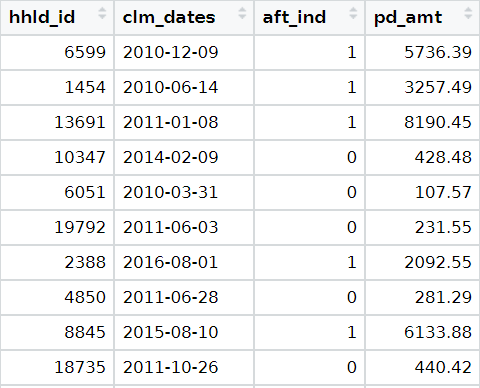 hhld_id clm_dates aft_ind pd_amt
6599 2010-12-09 1 5736.39
1454 2010-06-14 1 3257.49
13691 2011-01-08 1 8190.45
10347 2014-02-09 0 428.48
6051 2010-03-31 0 107.57
19792 2011-06-03 0 231.55
2388 2016-08-01 1 2092.55
4850 2011-06-28 0 281.29
8845 2015-08-10 1 6133.88
18735 2011-10-26 0 440.42